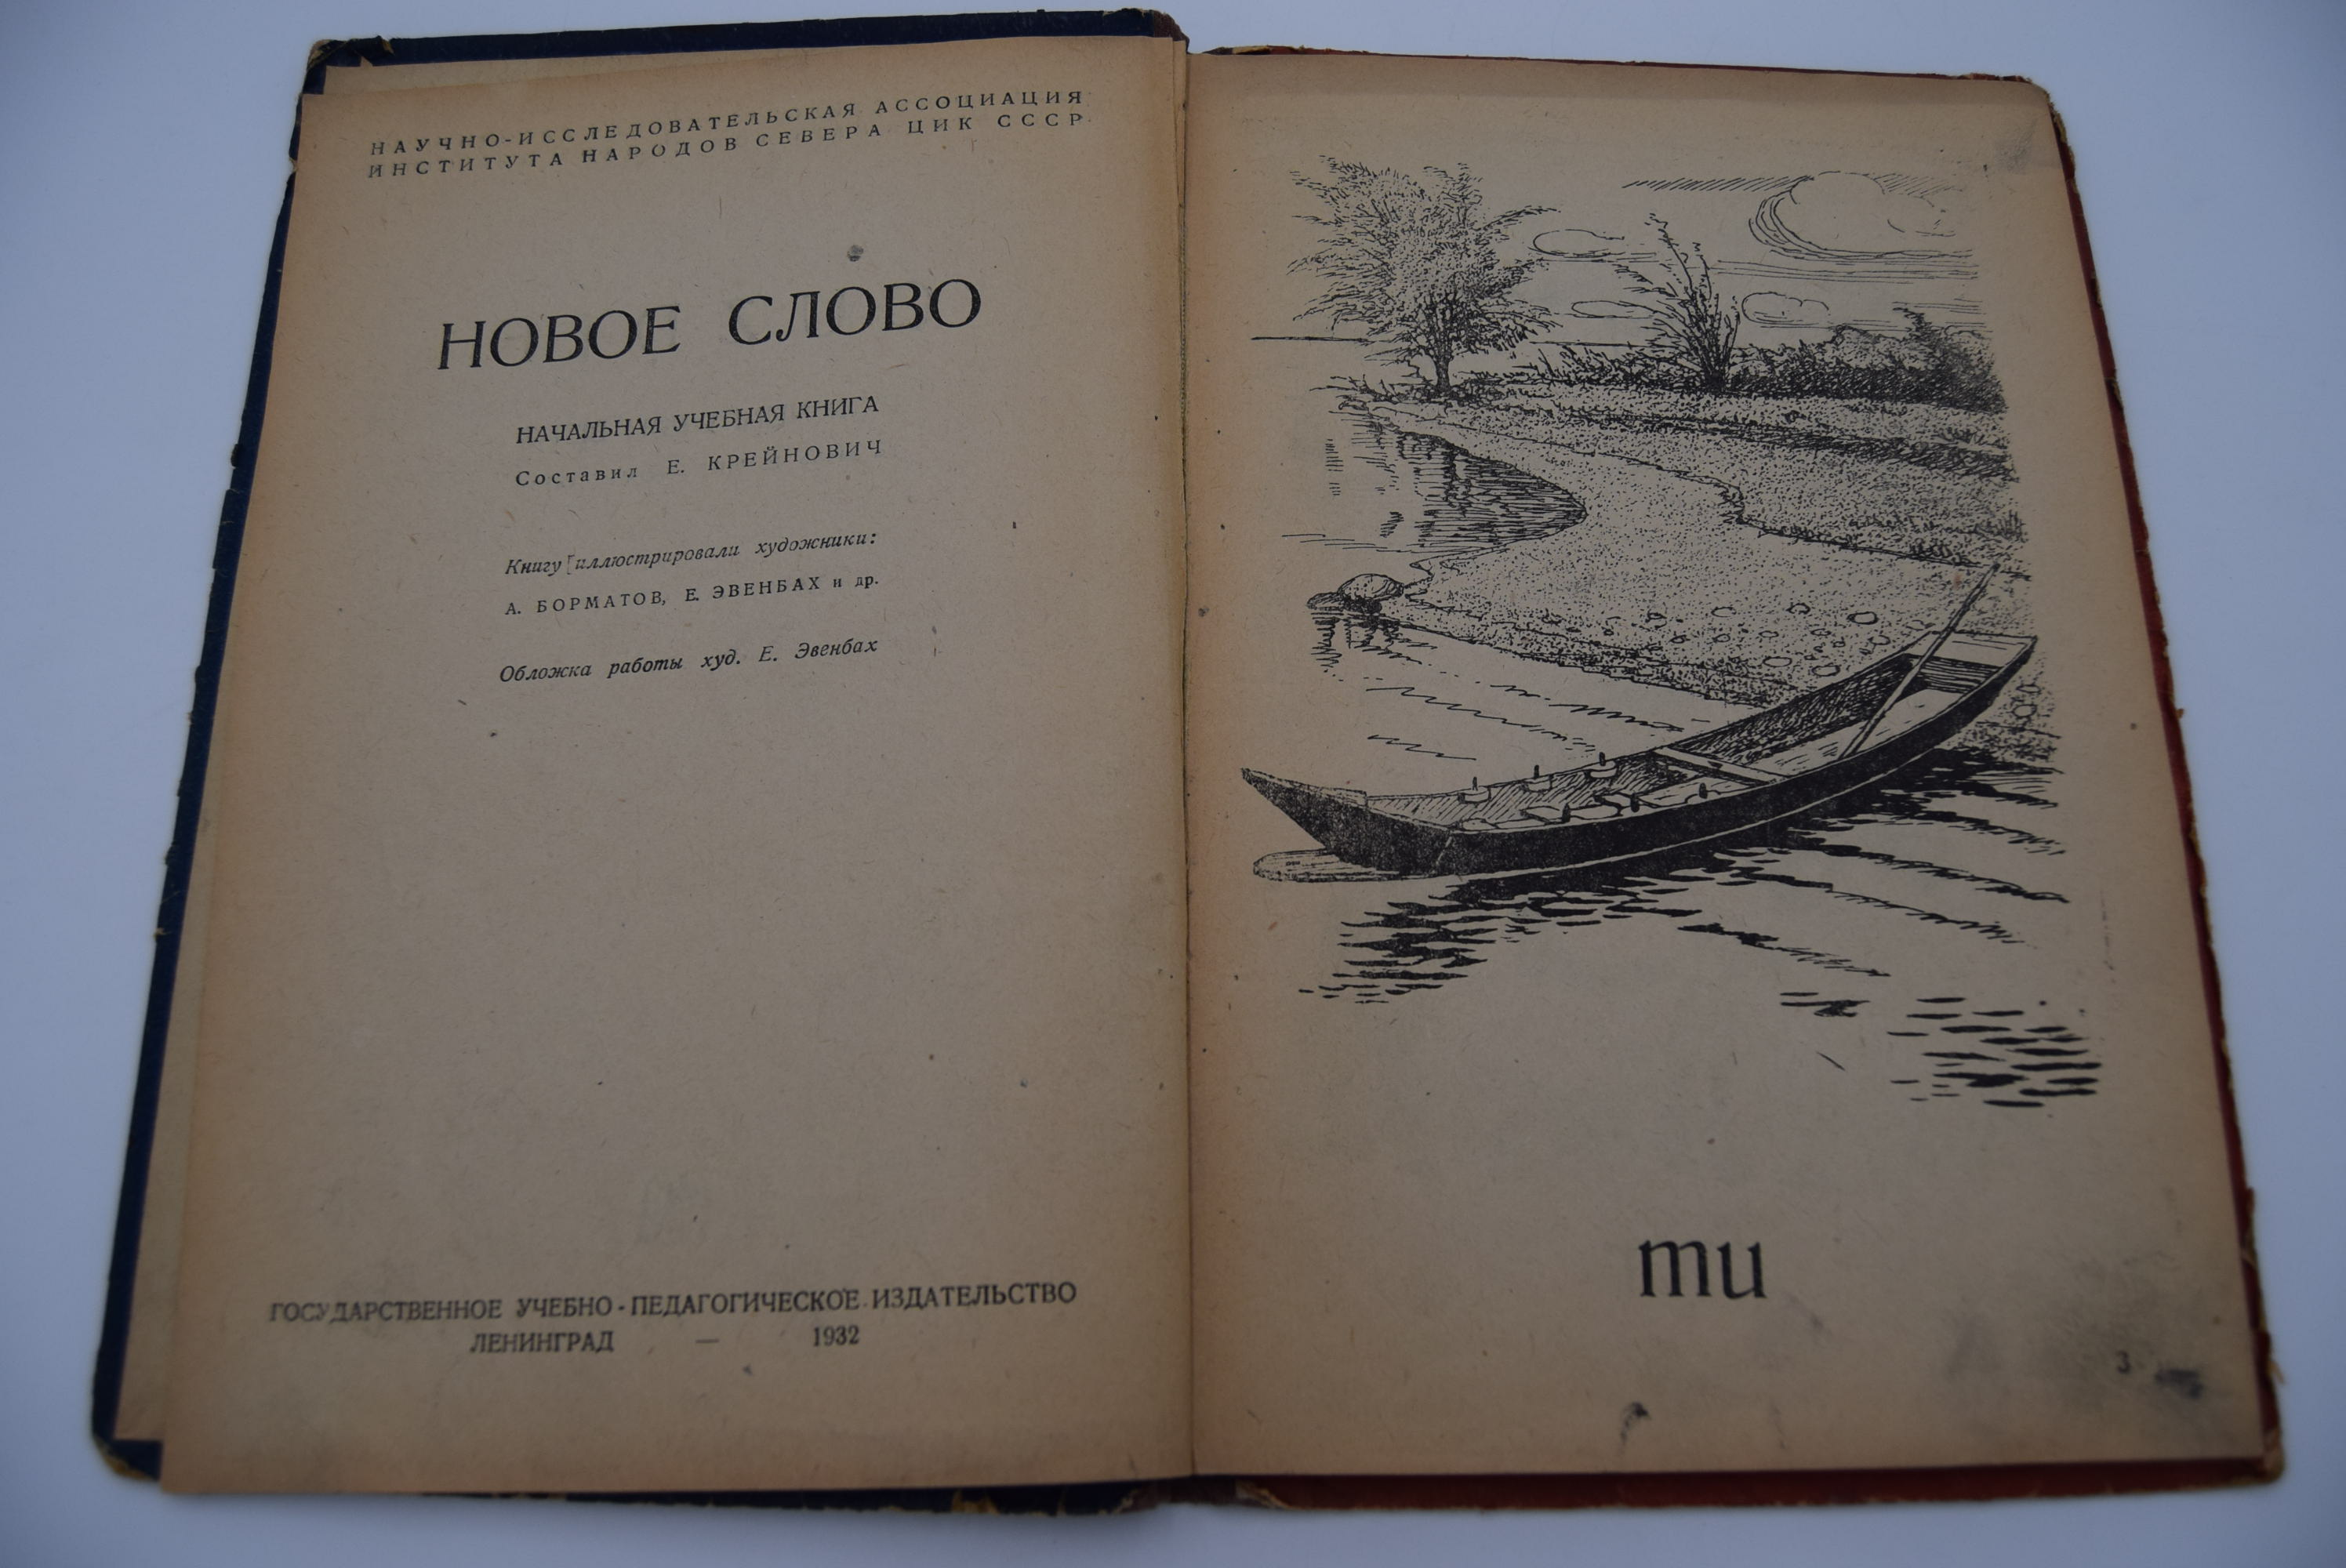 НАУЧНО-ИССЛЕДОВАТЕЛЬСКАЯ АССОЦИАЦИЯ
ИНСТИТУТА НАРОДОВ СЕВЕРА ЦИК СССР
НОВОЕ СЛОВО
НАЧАЛЬНАЯ УЧЕБНАЯ КНИГА
Составил Е. КРЕЙНОВИЧ
Книгу [иллюстрировали художники:
А. БОРМАТОВ, Е. ЭВЕНБАХ и др.
Обложка работы худ. Е. Эвенбах
ГОСУДАРСТВЕННОЕ УЧЕБНО-ПЕДАГОГИЧЕСКОЕ ИЗДАТЕЛЬСТВО
ЛЕНИНГРАД — 1932
mu
3